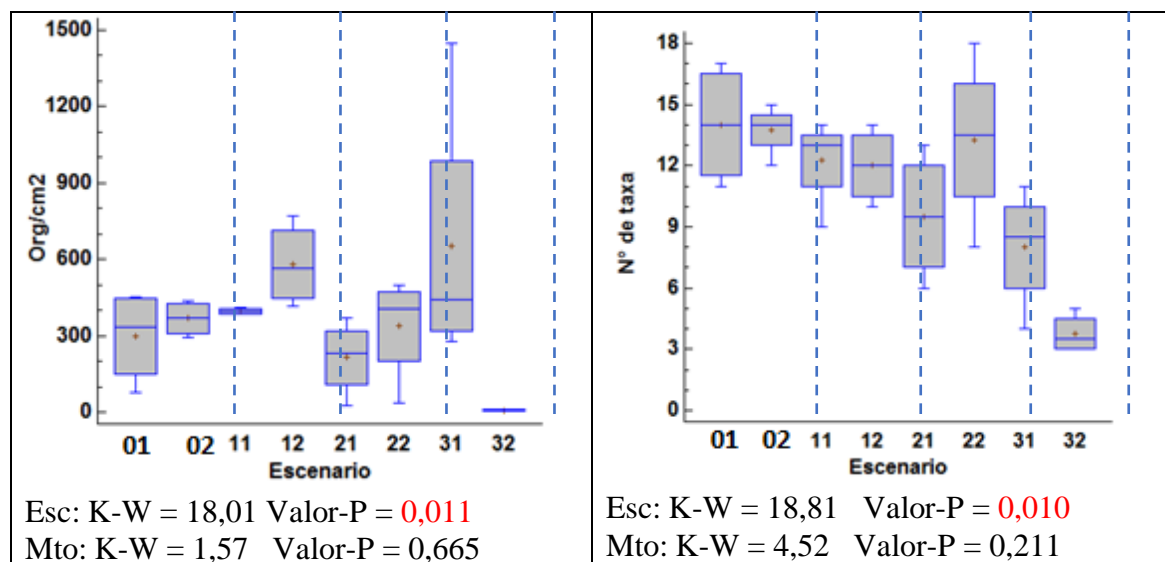 1500
1200
900
600
300
0
Org/cm2
01 02 11 12 21 22 31 32
Escenario
Esc: K-W = 18,01 Valor-P = 0,011
Mto: K-W = 1,57 Valor-P = 0,665
18
15
12
9
6
3
0
N° de taxa
01 02 11 12 21 22 31 32
Escenario
Esc: K-W = 18,81 Valor-P = 0,010
Mto: K-W = 4,52 Valor-P = 0,211